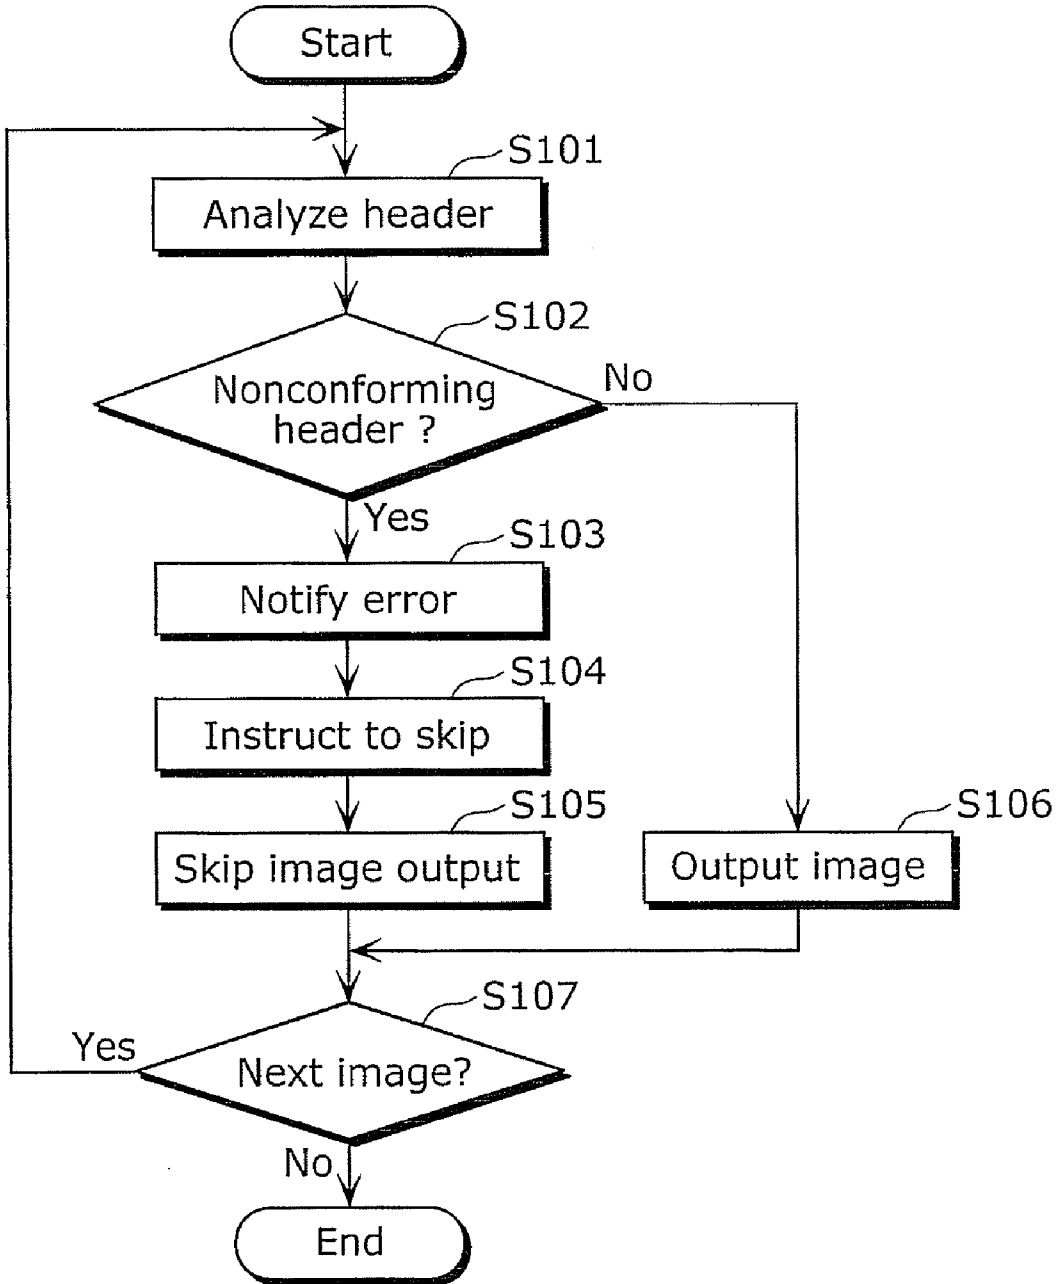 Start
S101
Analyze header
S102
Nonconforming
header ?
No
Yes
S103
Notify error
S104
Instruct to skip
S105
Skip image output
S106
Output image
S107
Yes
Next image?
No
End